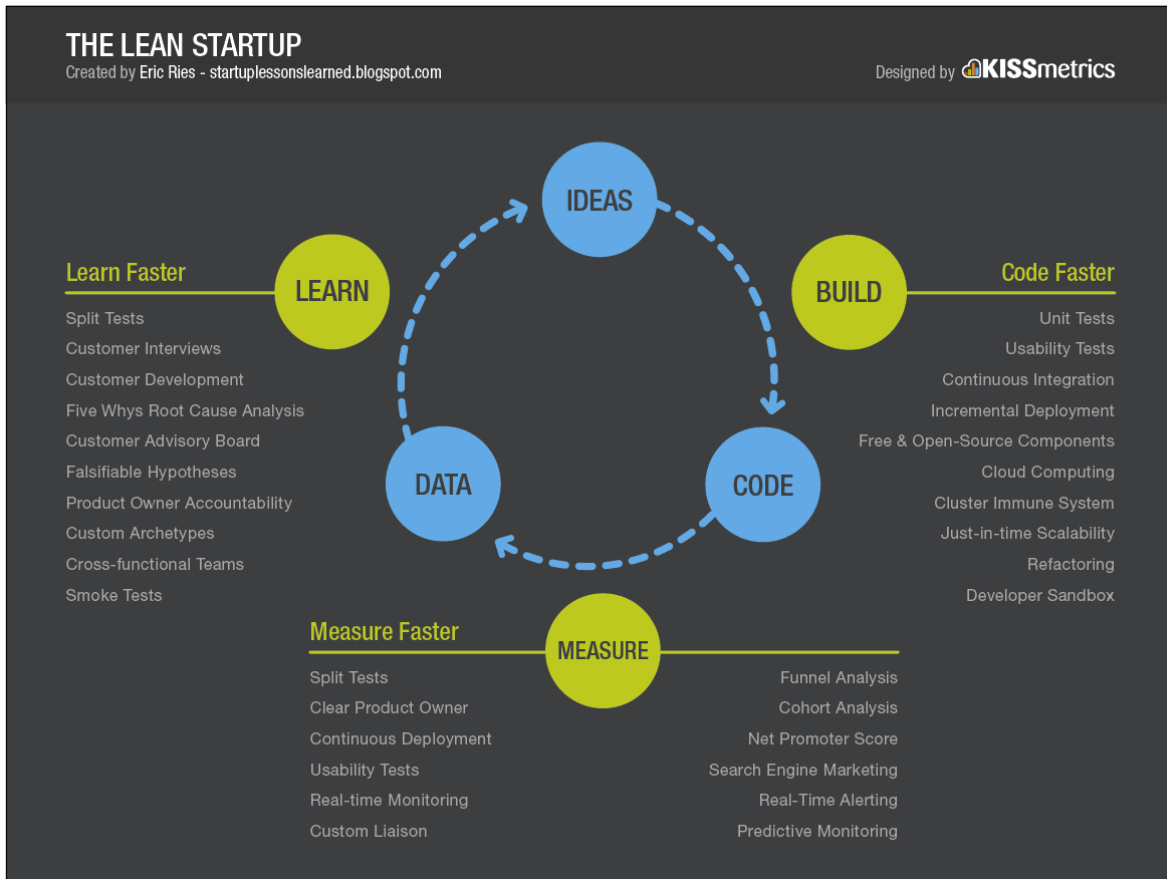 THE LEAN STARTUP
Created by Eric Ries - startuplessonslearned.blogspot.com
Designed by KISSmetrics
IDEAS
LEARN
BUILD
DATA
CODE
MEASURE
Learn Faster
Split Tests
Customer Interviews
Customer Development
Five Whys Root Cause Analysis
Customer Advisory Board
Falsifiable Hypotheses
Product Owner Accountability
Custom Archetypes
Cross-functional Teams
Smoke Tests
Code Faster
Unit Tests
Usability Tests
Continuous Integration
Incremental Deployment
Free & Open-Source Components
Cloud Computing
Cluster Immune System
Just-in-time Scalability
Refactoring
Developer Sandbox
Measure Faster
Split Tests
Clear Product Owner
Continuous Deployment
Usability Tests
Real-time Monitoring
Custom Liaison
Funnel Analysis
Cohort Analysis
Net Promoter Score
Search Engine Marketing
Real-Time Alerting
Predictive Monitoring